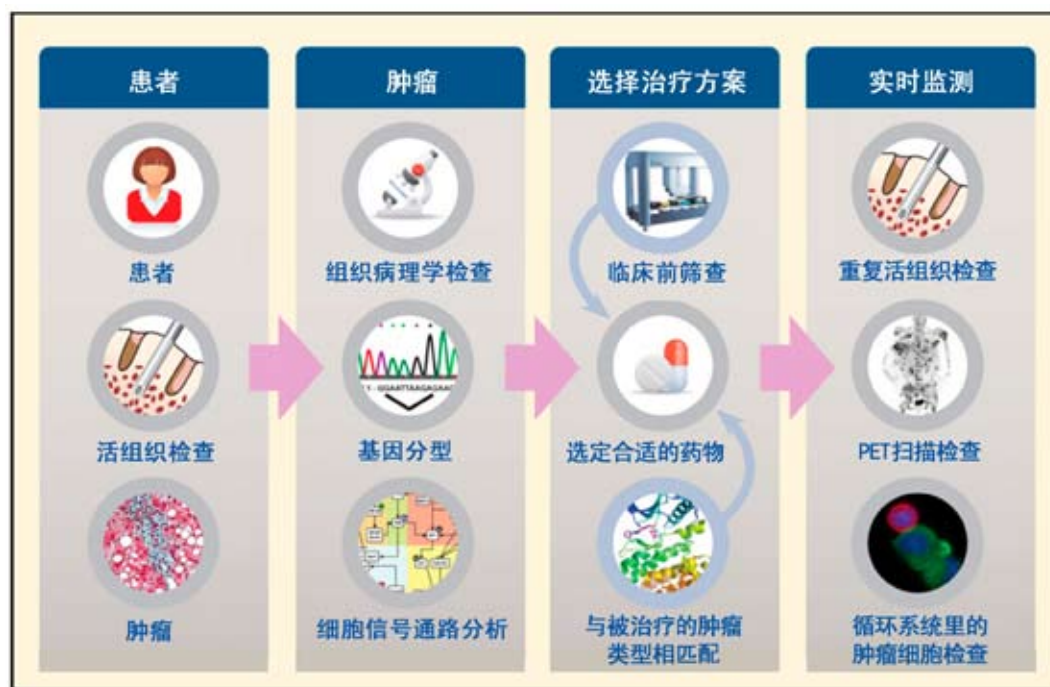 患者
患者
活组织检查
肿瘤
肿瘤
组织病理学检查
基因分型
细胞信号通路分析
选择治疗方案
临床前筛查
选定合适的药物
与被治疗的肿瘤
类型相匹配
实时监测
重复活组织检查
PET扫描检查
循环系统里的
肿瘤细胞检查